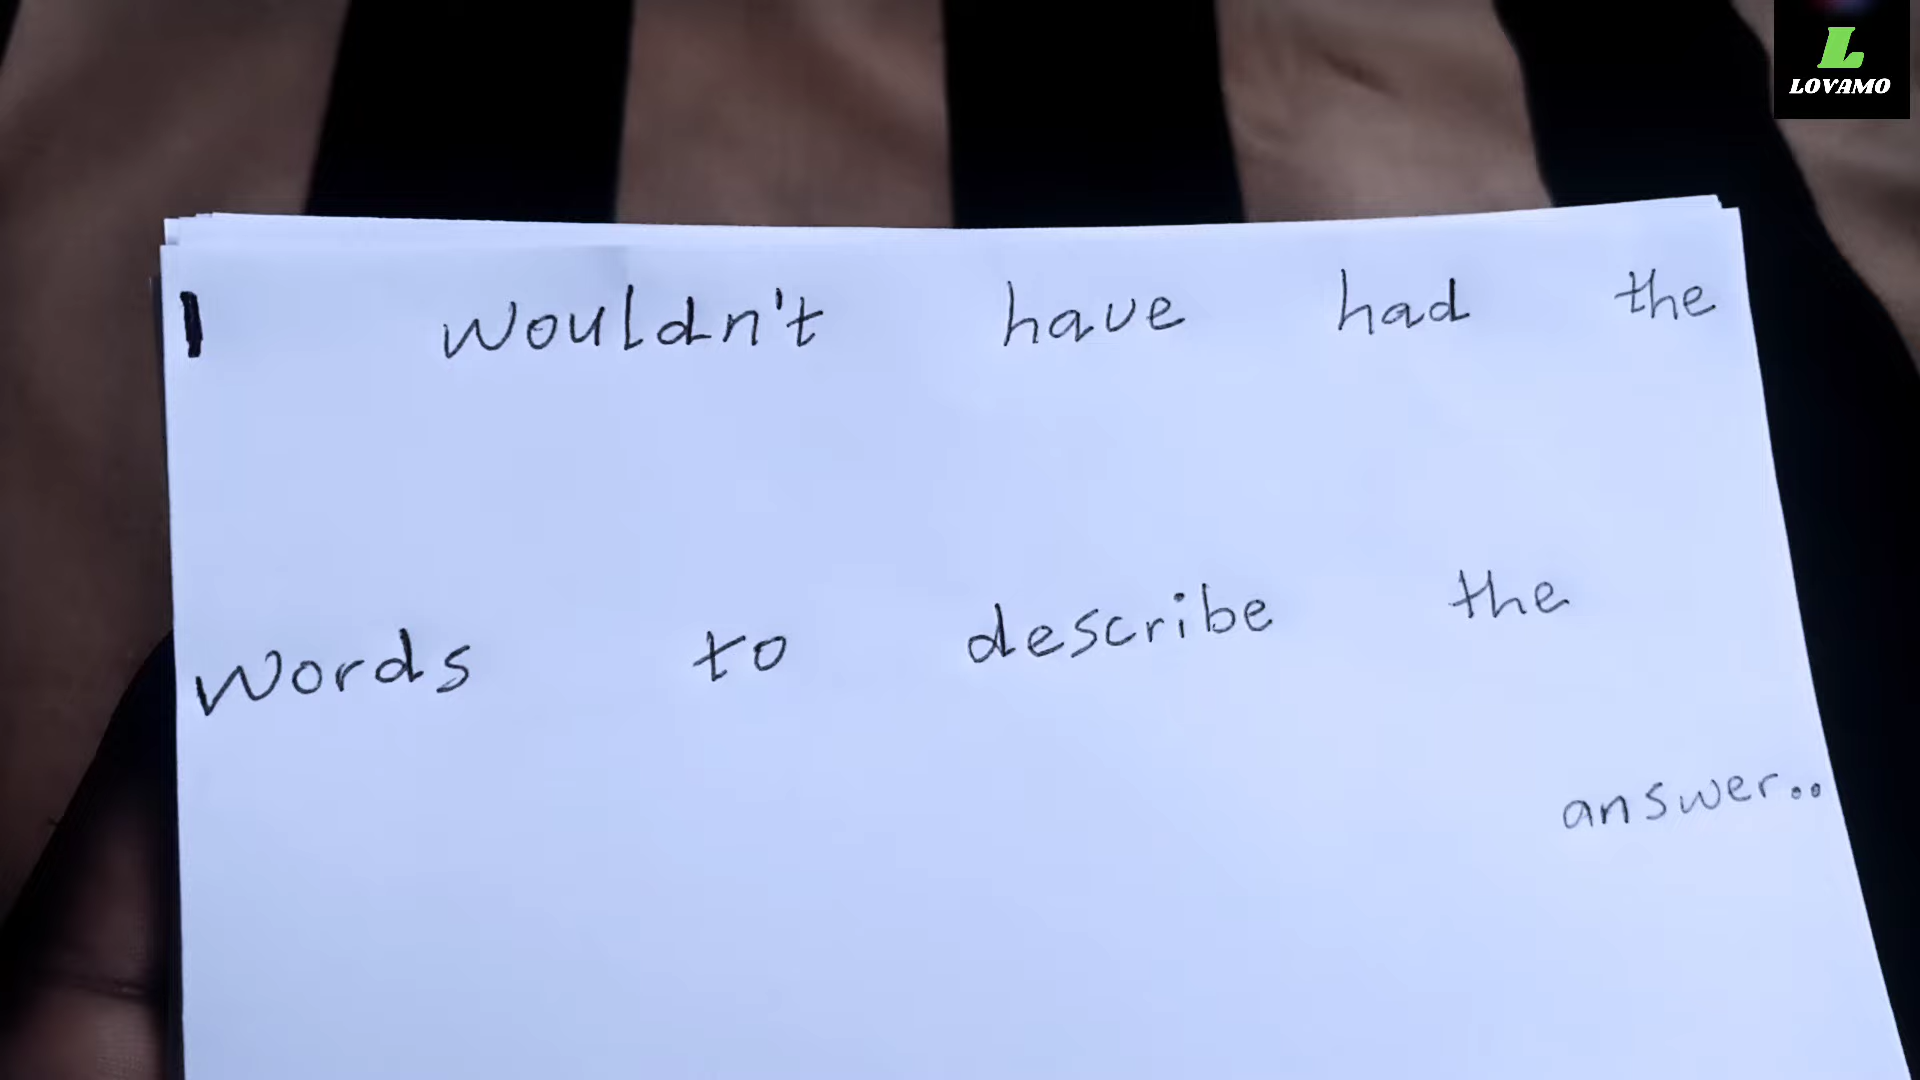 L
LOVAMO
I wouldn't have had the
words to describe the
answer..